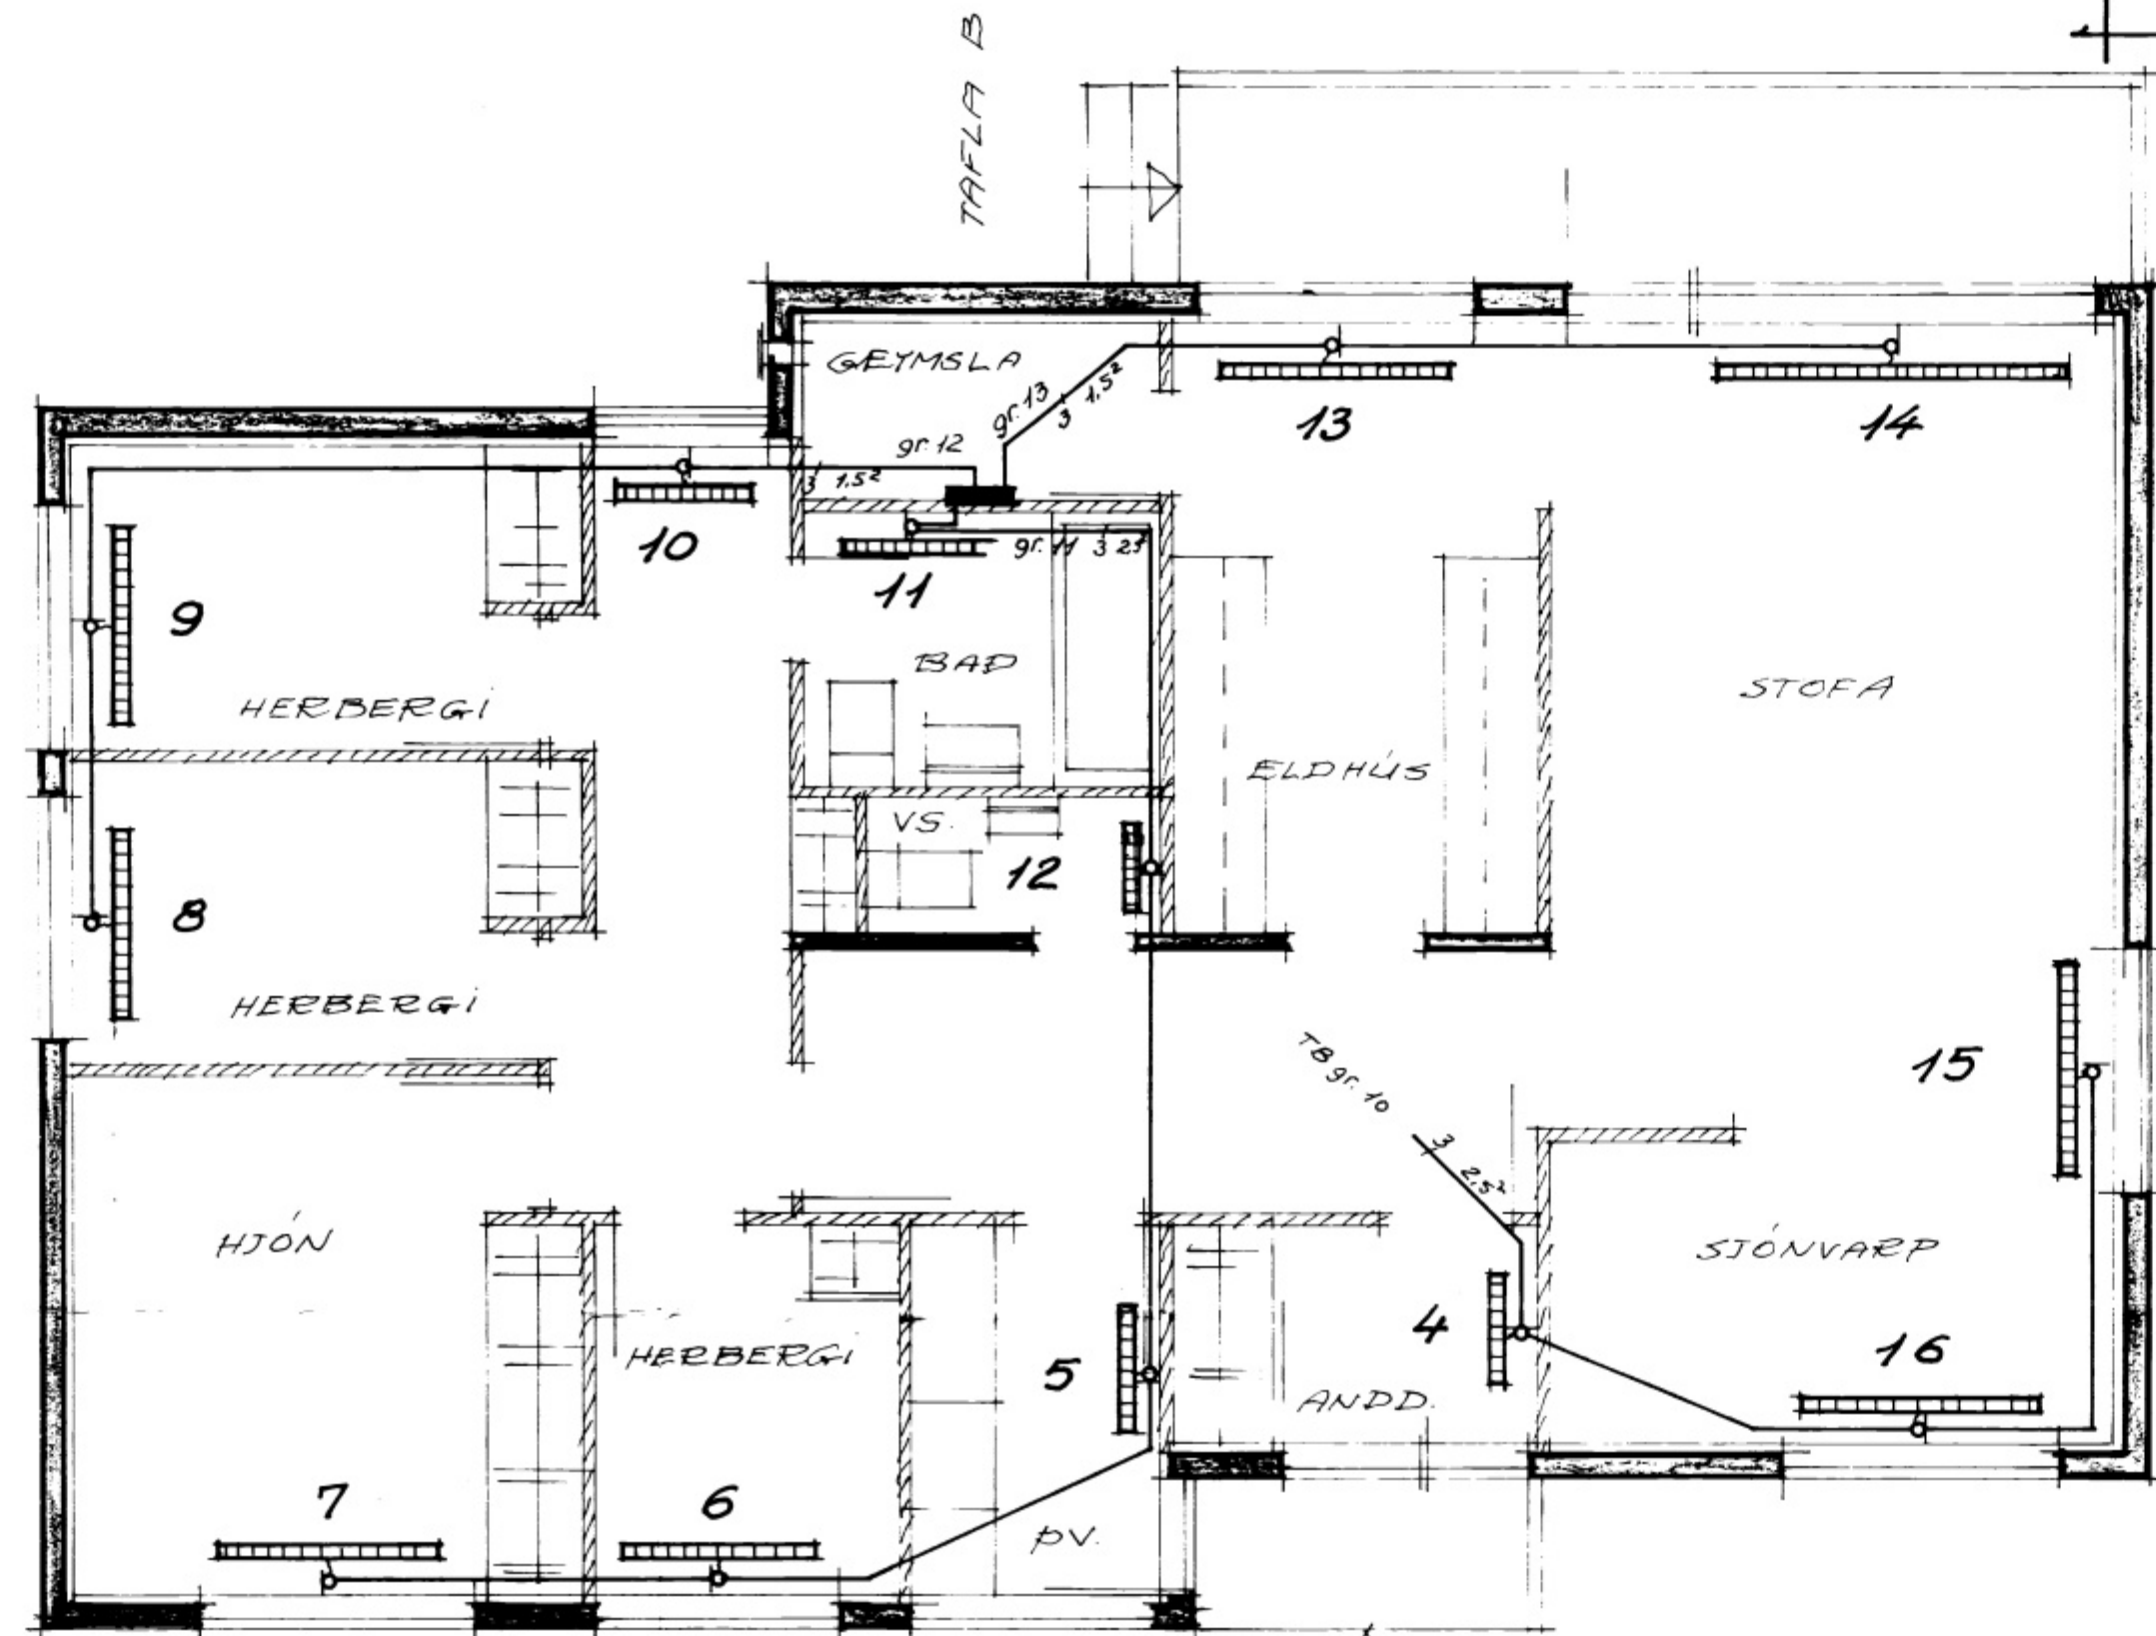 TAFLA B
GEYMSLA
gr. 13
3 1,5²
13
14
gr. 12
3 1,5²
10
11
gr. 11 3
9
HERBERGI
BAÐ
STOFA
ELDHÚS
VS.
12
8
HERBERGI
TB gr. 10
3 2,5²
15
HJÓN
SJÓNVARP
HERBERGI
4
5
16
ANDD.
7
6
ÞV.